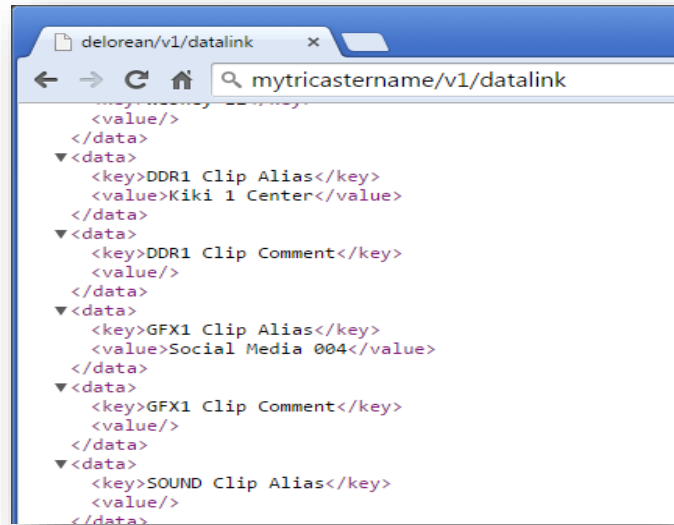 delorean/v1/datalink
mytricastername/v1/datalink
<value/>
</data>
▼<data>
<key>DDR1 Clip Alias</key>
<value>Kiki 1 Center</value>
</data>
▼<data>
<key>DDR1 Clip Comment</key>
<value/>
</data>
▼<data>
<key>GFX1 Clip Alias</key>
<value>Social Media 004</value>
</data>
▼<data>
<key>GFX1 Clip Comment</key>
<value/>
</data>
▼<data>
<key>SOUND Clip Alias</key>
<value/>
</data>